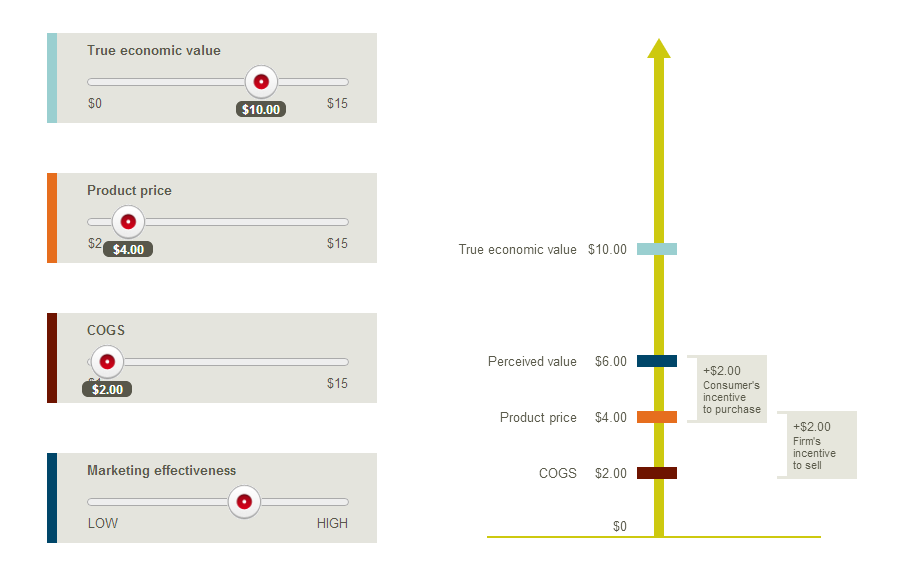 True economic value
$0
$10.00
$15
Product price
$2
$4.00
$15
COGS
$2.00
$15
Marketing effectiveness
LOW
HIGH
True economic value $10.00
Perceived value $6.00
+$2.00
Consumer's
incentive
to purchase
Product price $4.00
+$2.00
Firm's
incentive
to sell
COGS $2.00
$0